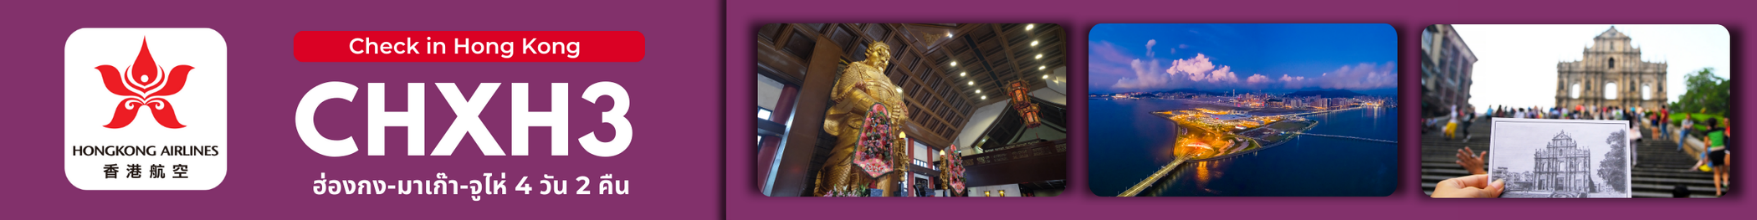 HONGKONG AIRLINES
香港航空
Check in Hong Kong
CHXH3
ฮ่องกง-มาเก๊า-จูไห่ 4 วัน 2 คืน